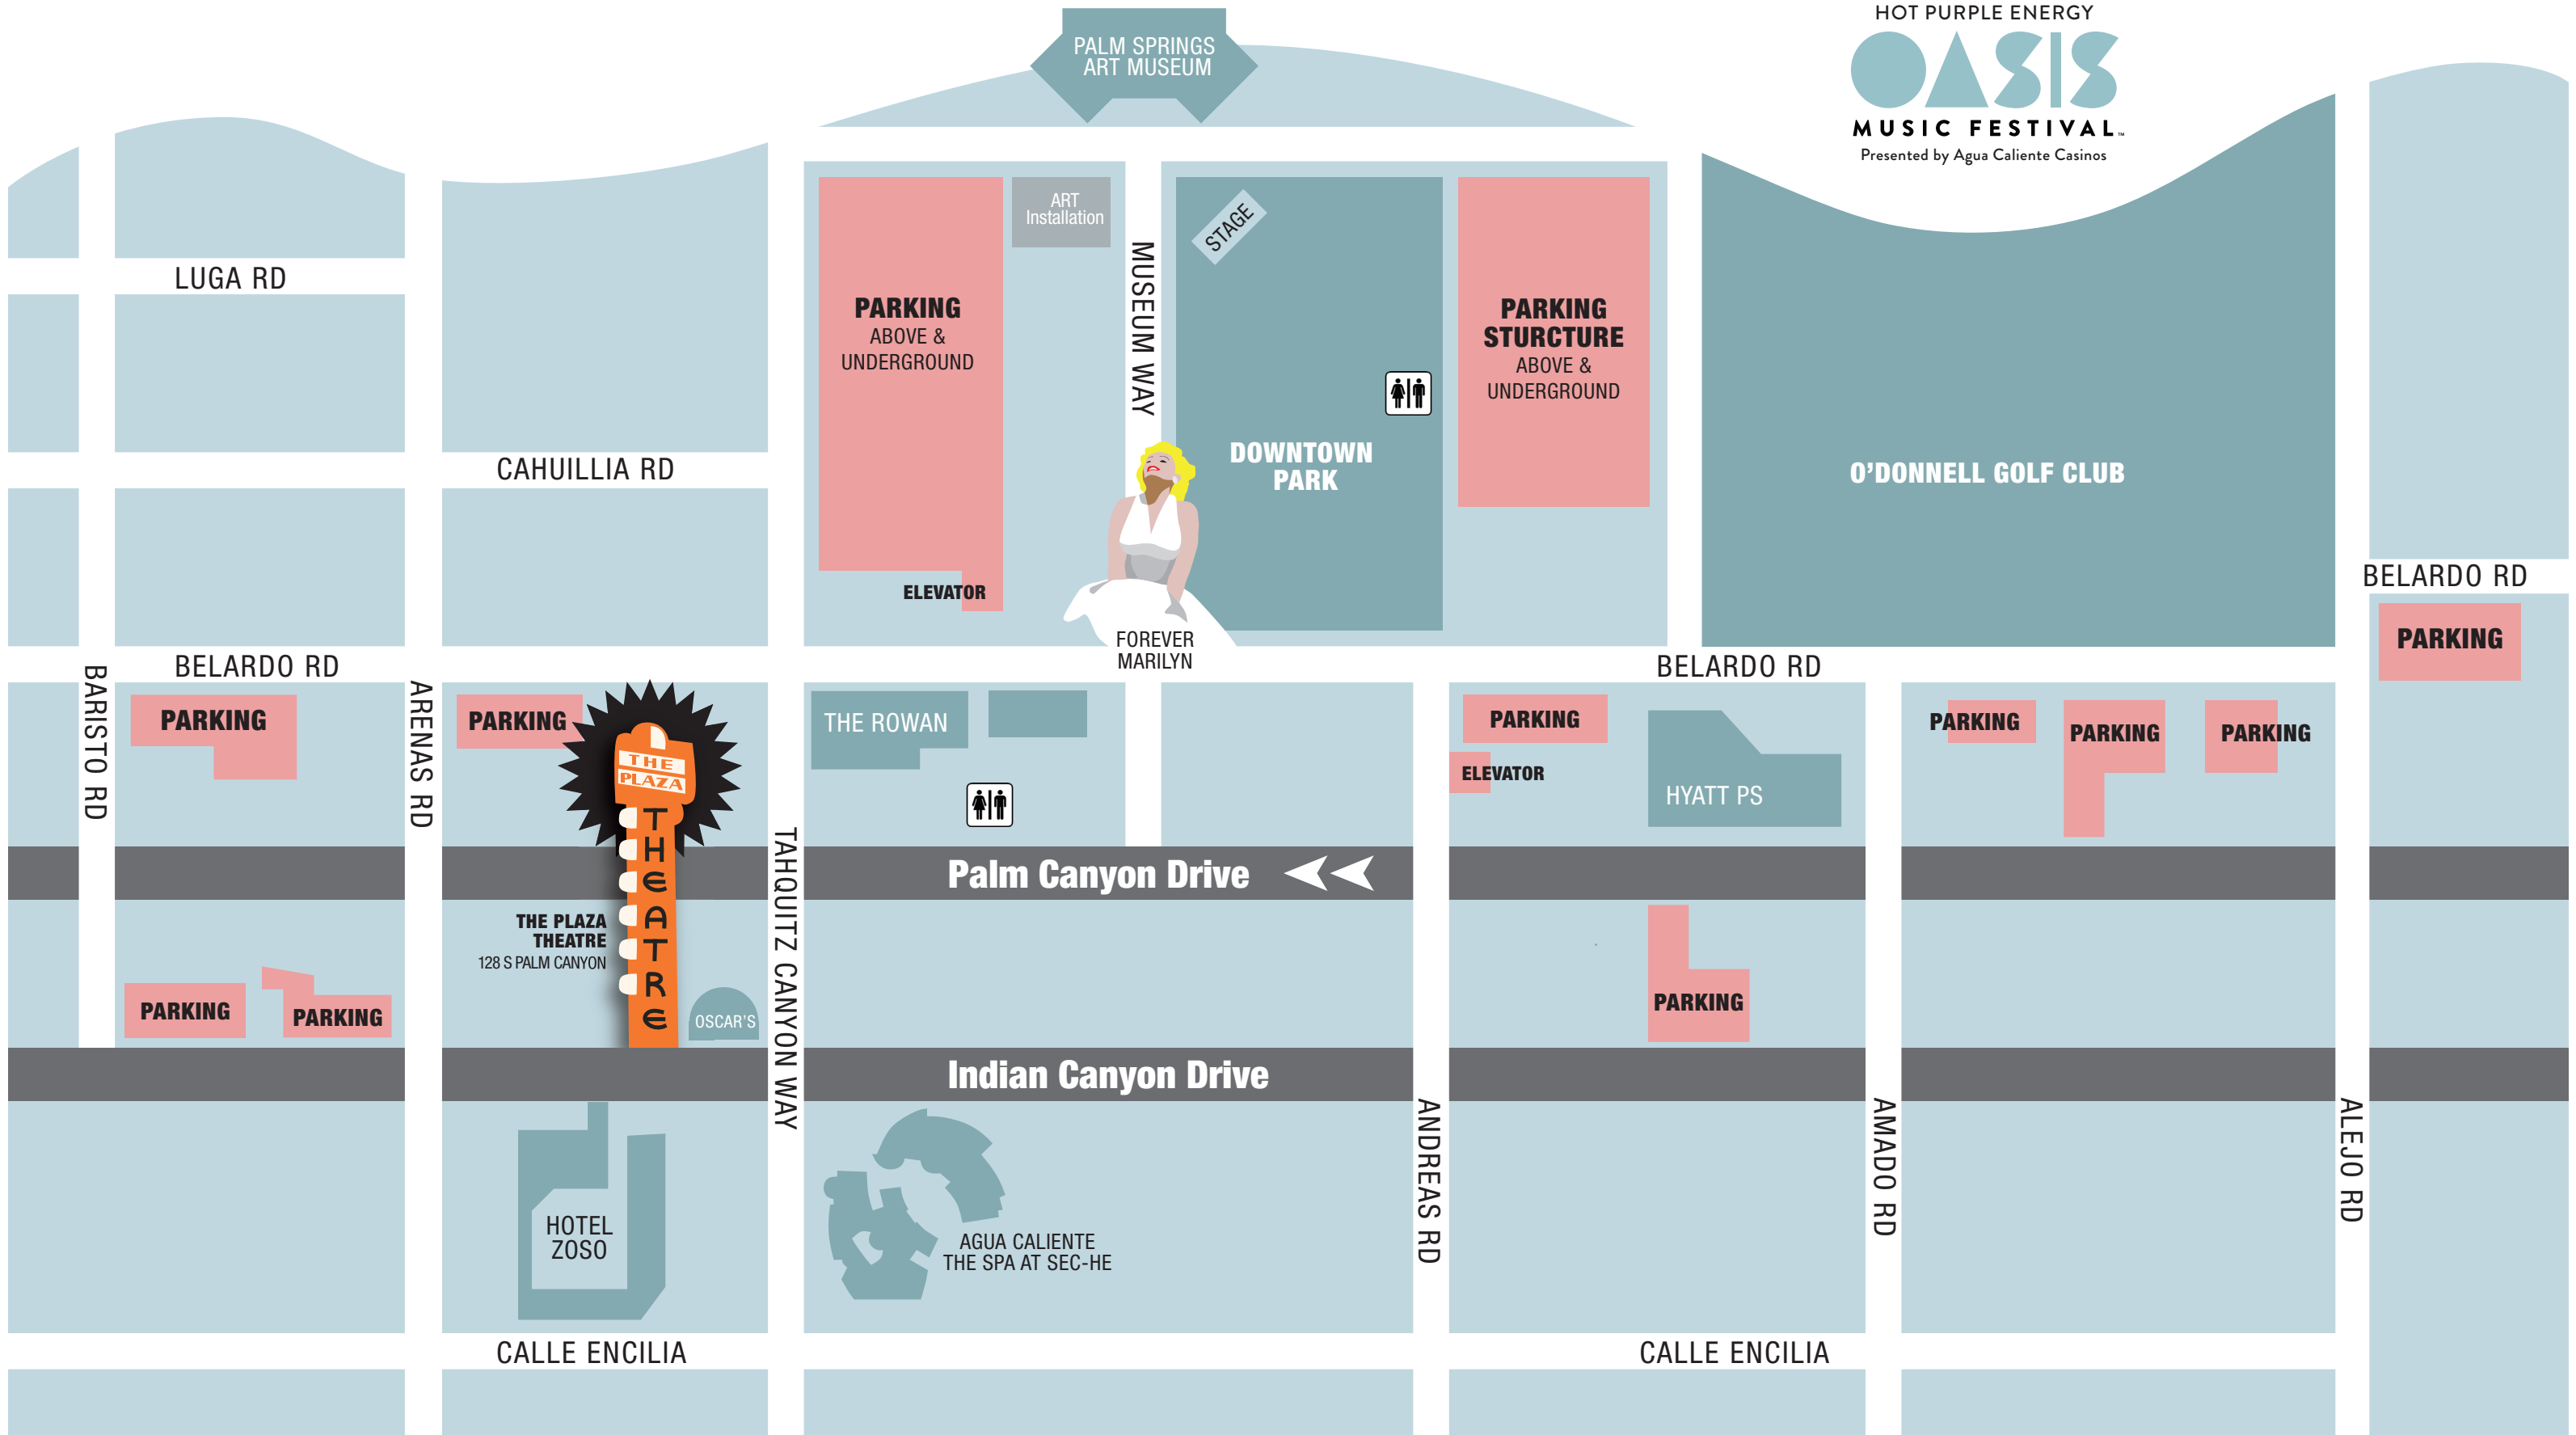 HOT PURPLE ENERGY
OASIS
MUSIC FESTIVAL™
Presented by Agua Caliente Casinos
PALM SPRINGS
ART MUSEUM
ART
Installation
STAGE
LUGA RD
MUSEUM WAY
PARKING
ABOVE &
UNDERGROUND
PARKING
STURCTURE
ABOVE &
UNDERGROUND
CAHUILLIA RD
DOWNTOWN
PARK
O'DONNELL GOLF CLUB
ELEVATOR
BELARDO RD
FOREVER
MARILYN
PARKING
BELARDO RD
BELARDO RD
BARISTO RD
PARKING
ARENAS RD
PARKING
THE
PLAZA
THEATRE
THE ROWAN
PARKING
ELEVATOR
HYATT PS
PARKING
PARKING
PARKING
TAHQUITZ CANYON WAY
Palm Canyon Drive
THE PLAZA
THEATRE
128 S PALM CANYON
PARKING
PARKING
OSCAR'S
PARKING
Indian Canyon Drive
ANDREAS RD
AMADO RD
ALEJO RD
HOTEL
ZOSO
AGUA CALIENTE
THE SPA AT SEC-HE
CALLE ENCILIA
CALLE ENCILIA